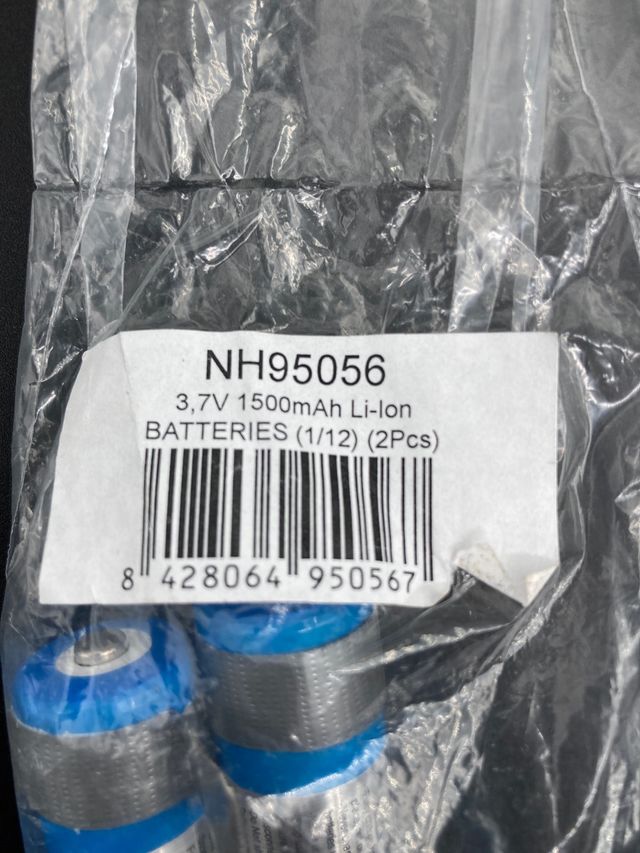 NH95056
3,7V 1500mAh Li-Ion
BATTERIES (1/12) (2Pcs)
8 428064 950567